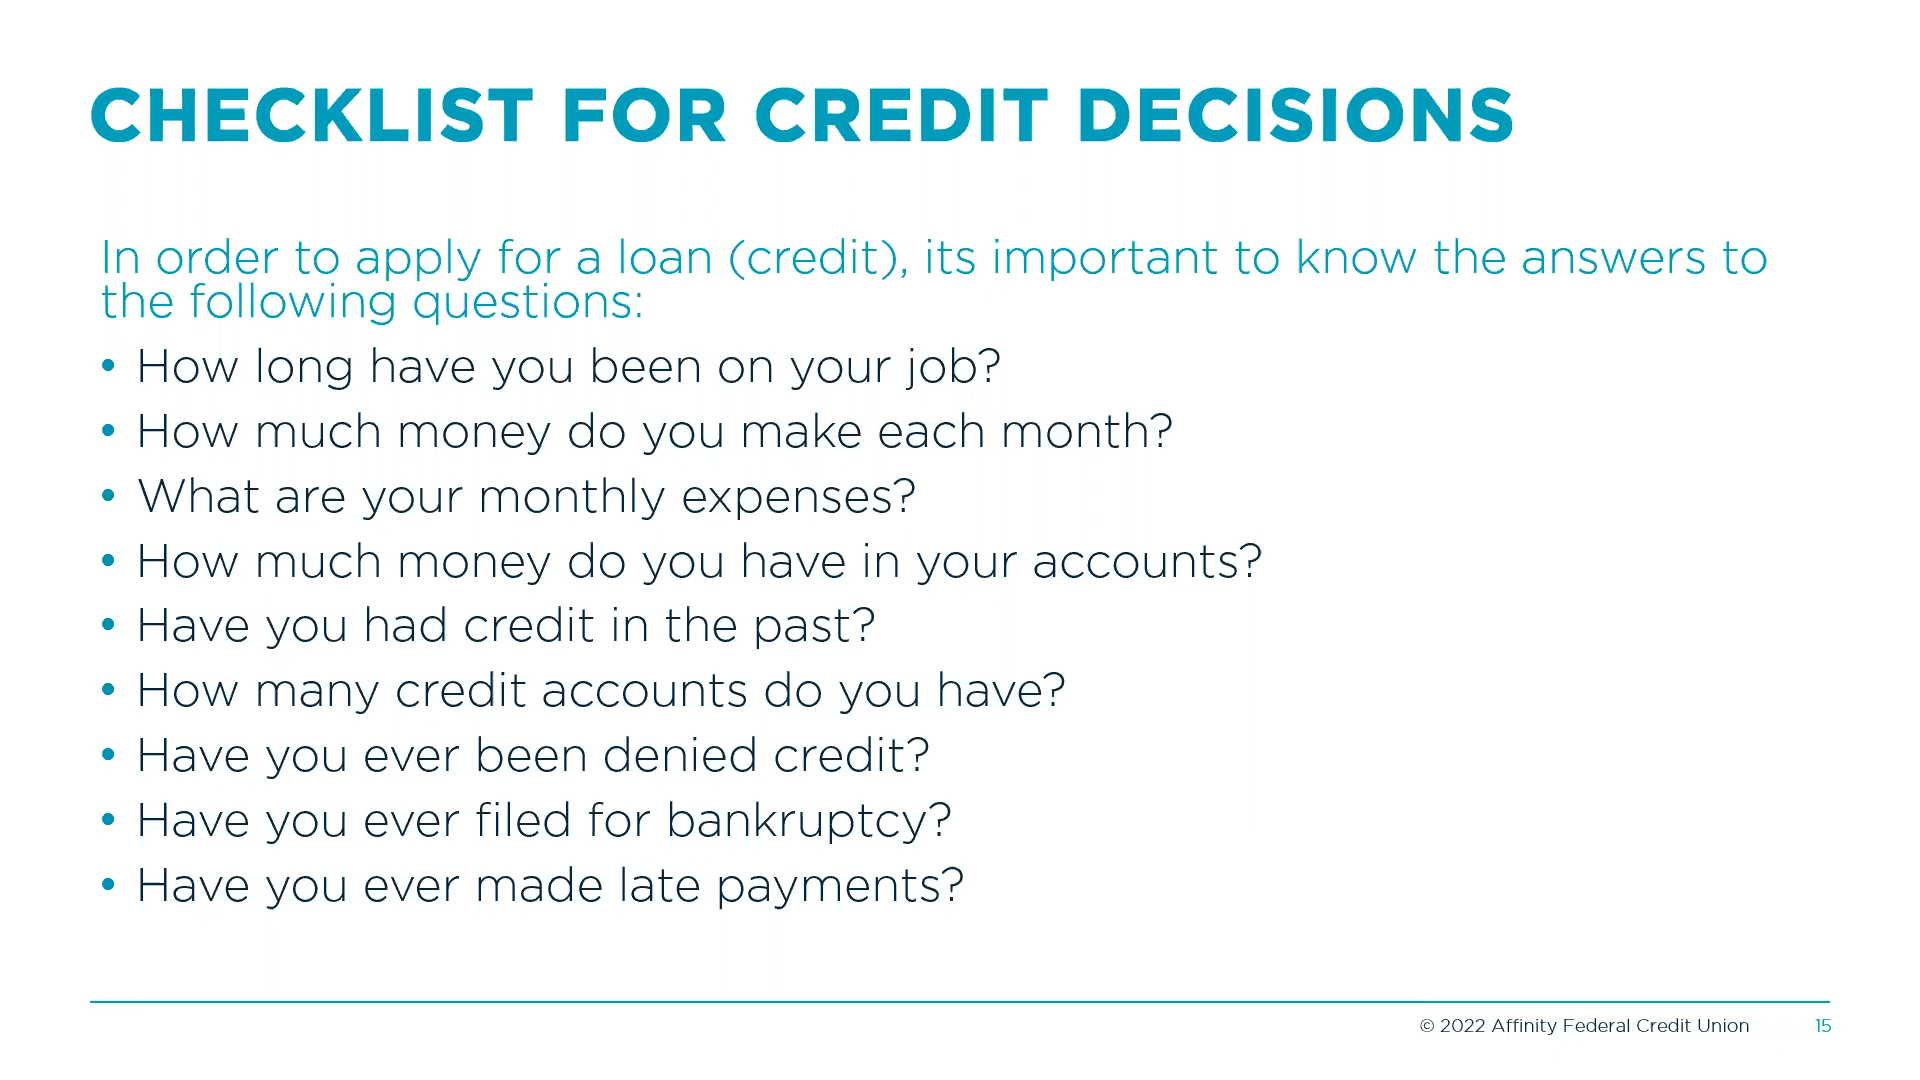 CHECKLIST FOR CREDIT DECISIONS
In order to apply for a loan (credit), its important to know the answers to
the following questions:
• How long have you been on your job?
• How much money do you make each month?
• What are your monthly expenses?
• How much money do you have in your accounts?
• Have you had credit in the past?
• How many credit accounts do you have?
• Have you ever been denied credit?
• Have you ever filed for bankruptcy?
• Have you ever made late payments?
© 2022 Affinity Federal Credit Union 15